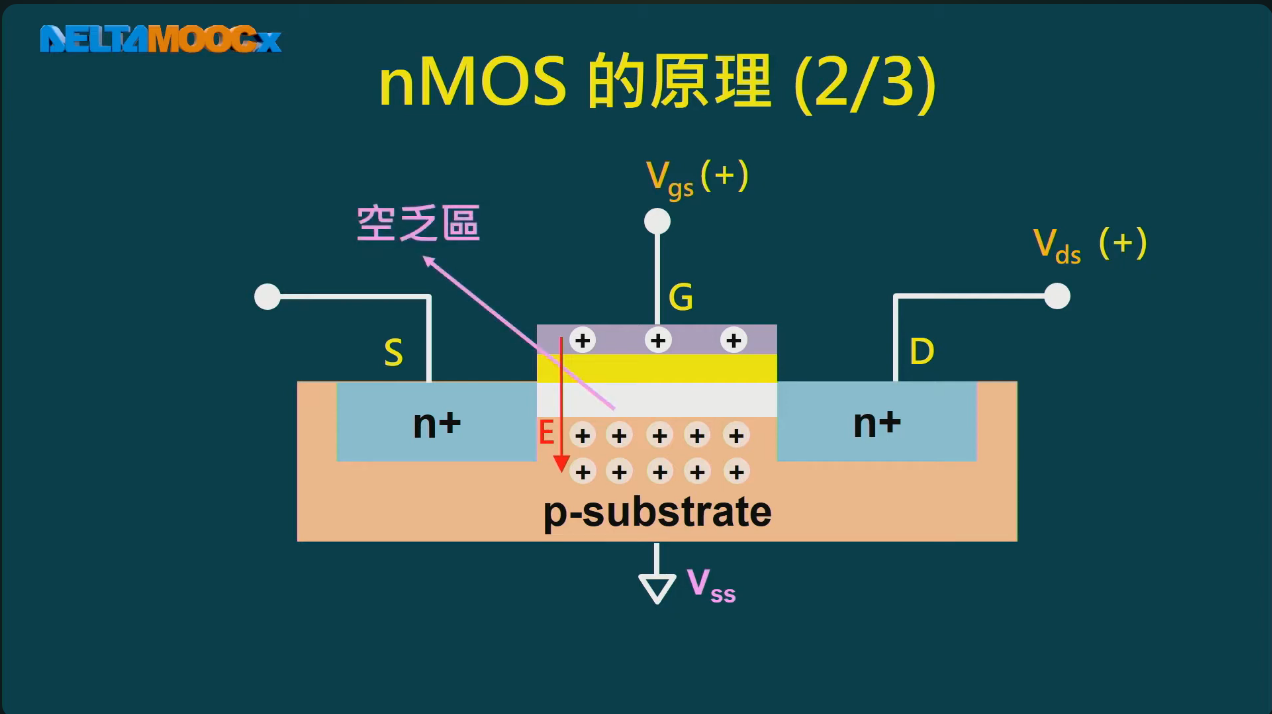 DELTAMOOCx
nMOS 的原理 (2/3)
Vgs (+)
空乏區
Vds (+)
G
S
D
+ + +
n+
n+
E
+ + + + +
+ + + + +
p-substrate
Vss